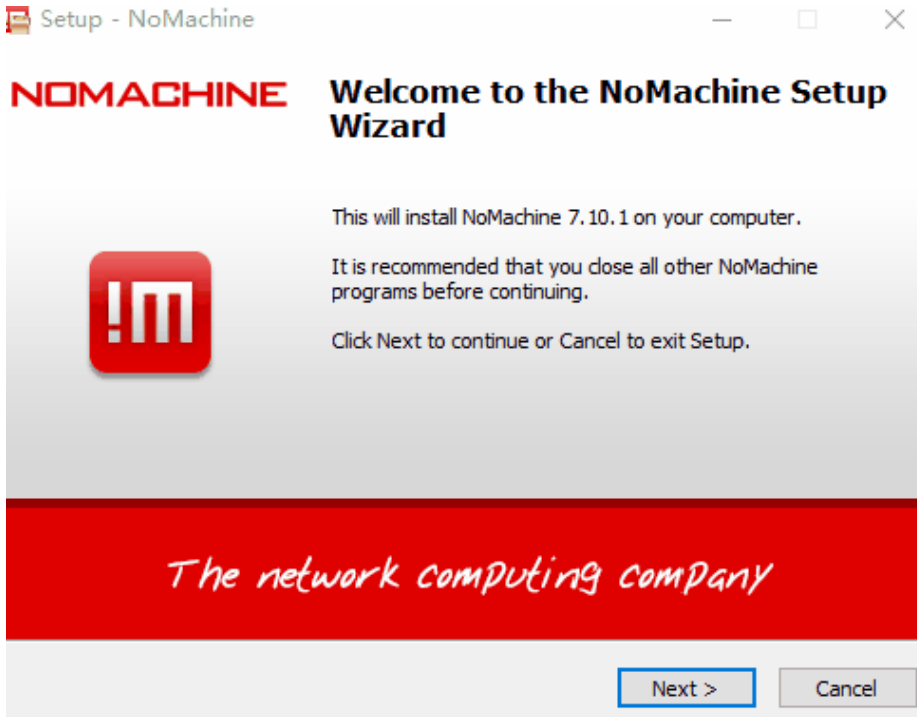 Setup - NoMachine
NOMACHINE
Welcome to the NoMachine Setup
Wizard
This will install NoMachine 7.10.1 on your computer.
It is recommended that you close all other NoMachine
programs before continuing.
Click Next to continue or Cancel to exit Setup.
!M
The network computing company
Next >
Cancel